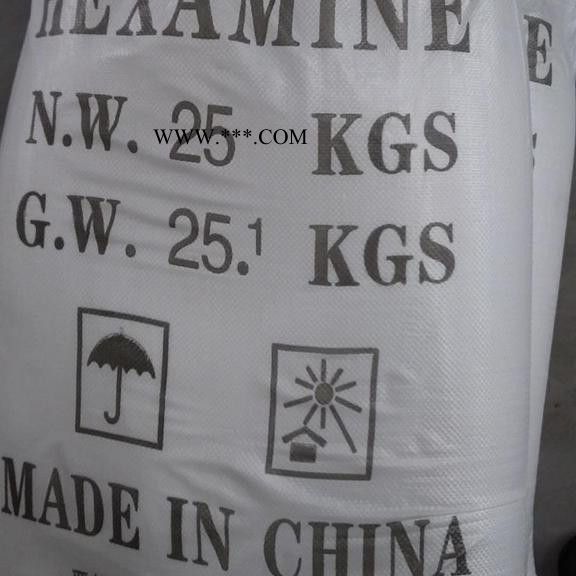 HEXAMINE
N.W. 25 KGS
WWW.***.COM
G.W. 25.1 KGS
MADE IN CHINA
E